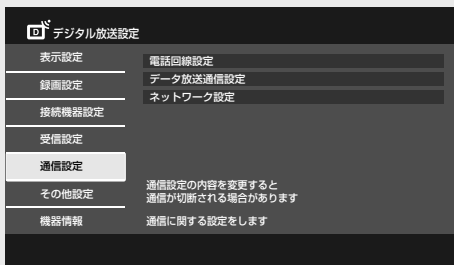 デジタル放送設定
表示設定
録画設定
接続機器設定
受信設定
通信設定
その他設定
機器情報
電話回線設定
データ放送通信設定
ネットワーク設定
通信設定の内容を変更すると
通信が切断される場合があります
通信に関する設定をします